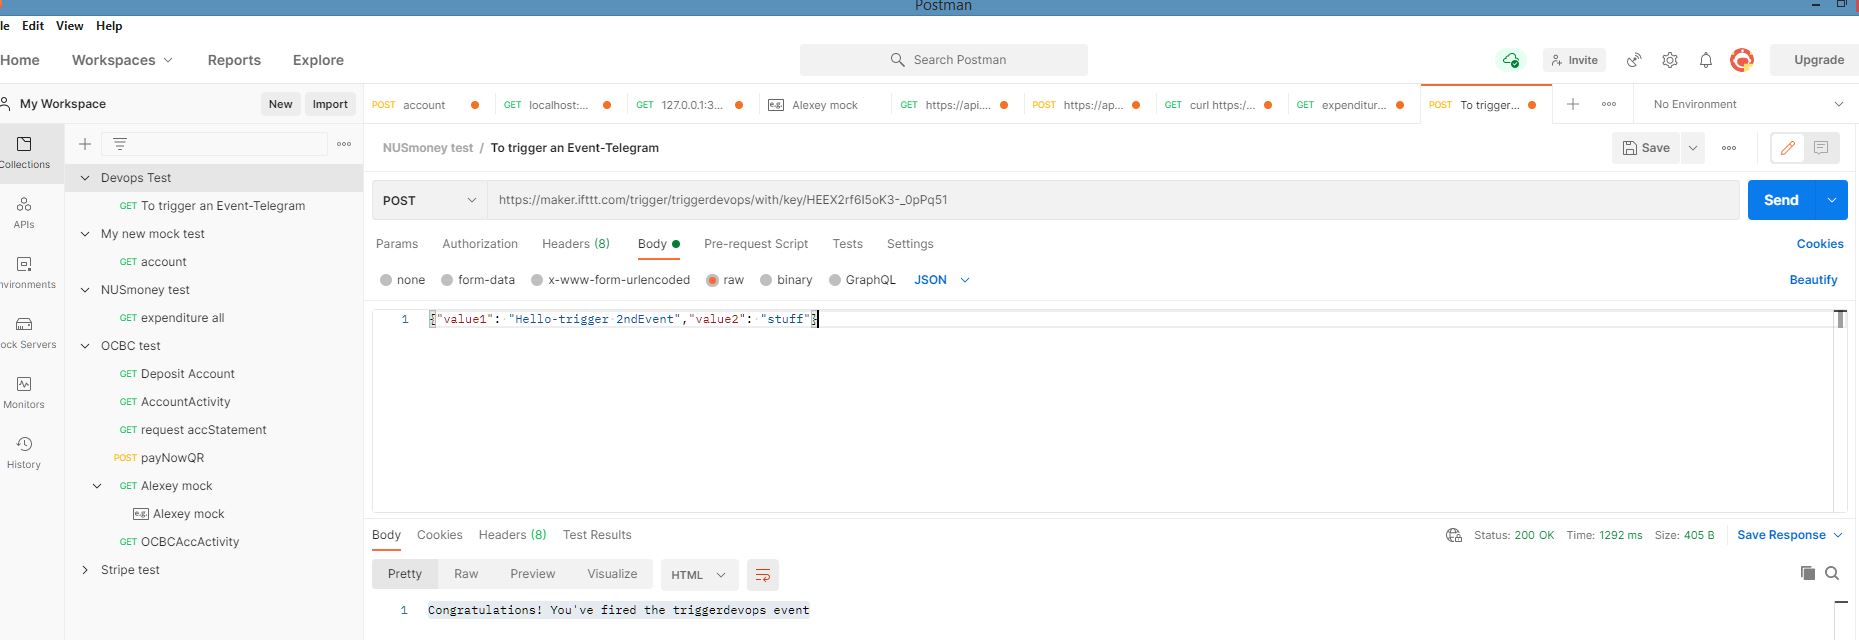 Postman
le Edit View Help
Home Workspaces Reports Explore Search Postman Invite Upgrade
My Workspace New Import
POST account GET localhost:... GET 127.0.0.1:3... e.g. Alexey mock GET https://api.... POST https://ap... GET curl https:/... GET expenditur... POST To trigger... No Environment
Collections
APIs
nvironments
ock Servers
Monitors
History
Devops Test
GET To trigger an Event-Telegram
My new mock test
GET account
NUSmoney test
GET expenditure all
OCBC test
GET Deposit Account
GET AccountActivity
GET request accStatement
POST payNowQR
GET Alexey mock
e.g. Alexey mock
GET OCBCAccActivity
Stripe test
NUSmoney test / To trigger an Event-Telegram Save
POST https://maker.ifttt.com/trigger/triggerdevops/with/key/HEEX2rf6I5oK3-_0pPq51 Send
Params Authorization Headers (8) Body Pre-request Script Tests Settings Cookies
none form-data x-www-form-urlencoded raw binary GraphQL JSON Beautify
1 {"value1": "Hello-trigger 2ndEvent","value2": "stuff"}
Body Cookies Headers (8) Test Results Status: 200 OK Time: 1292 ms Size: 405 B Save Response
Pretty Raw Preview Visualize HTML
1 Congratulations! You've fired the triggerdevops event